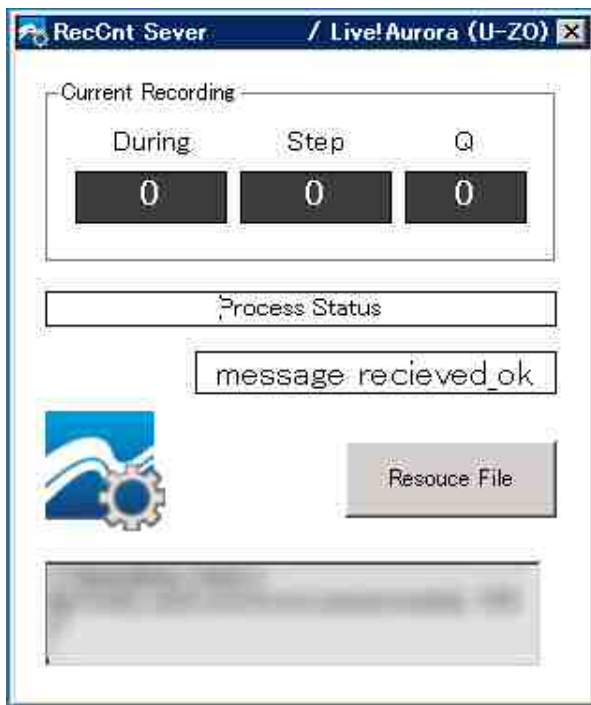 RecCnt Sever / Live!Aurora (U-ZO)
Current Recording
During Step Q
0 0 0
Process Status
message recieved_ok
Resouce File